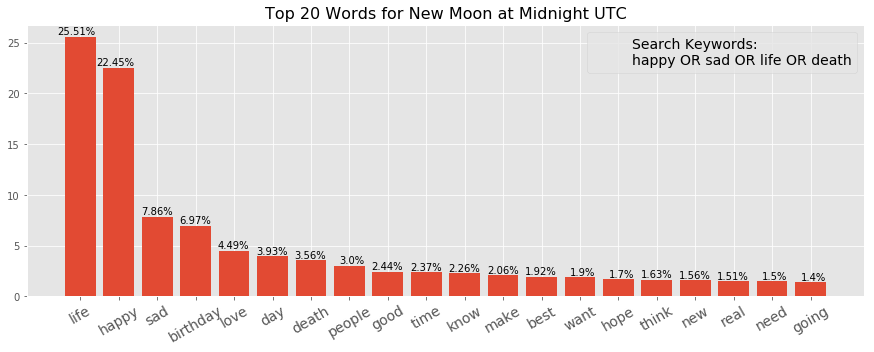 Top 20 Words for New Moon at Midnight UTC
Search Keywords:
happy OR sad OR life OR death
25
20
15
10
5
0
25.51%
22.45%
7.86%
6.97%
4.49%
3.93%
3.56%
3.0%
2.44%
2.37%
2.26%
2.06%
1.92%
1.9%
1.7%
1.63%
1.56%
1.51%
1.5%
1.4%
life
happy
sad
birthday
love
day
death
people
good
time
know
make
best
want
hope
think
new
real
need
going